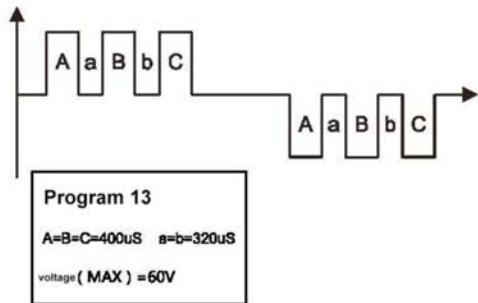 A a B b C
A a B b C
Program 13
A=B=C=400uS a=b=320uS
voltage ( MAX ) =60V